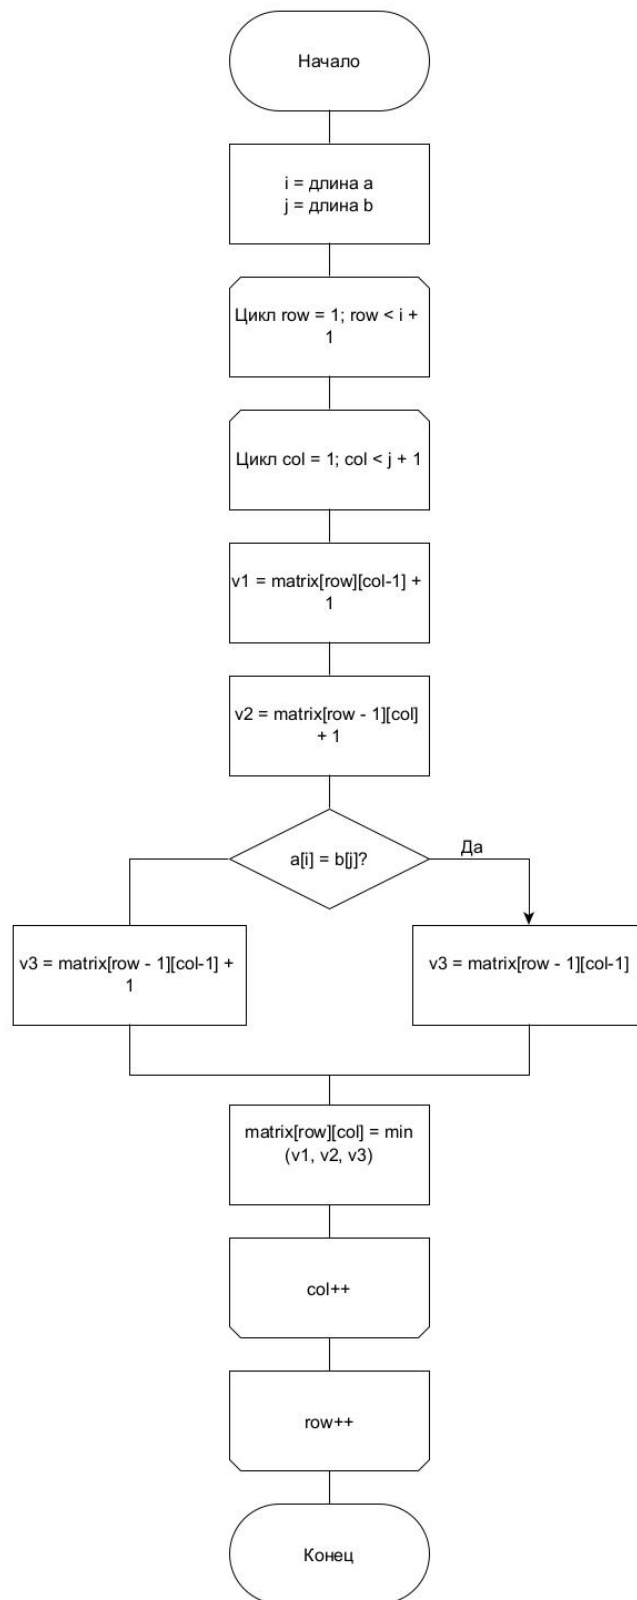 Начало
i = длина a
j = длина b
Цикл row = 1; row < i +
1
Цикл col = 1; col < j + 1
v1 = matrix[row][col-1] +
1
v2 = matrix[row - 1][col]
+ 1
a[i] = b[j]?
Да
v3 = matrix[row - 1][col-1] +
1
v3 = matrix[row - 1][col-1]
matrix[row][col] = min
(v1, v2, v3)
col++
row++
Конец